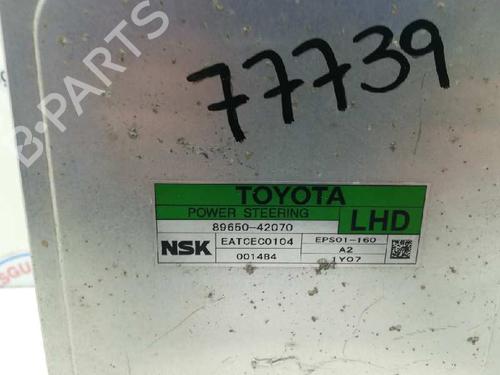 B-PARTS
77739
TOYOTA
POWER STEERING LHD
89650-42070
NSK EATCEC0104 EPS01-160
A2
001484 1Y07